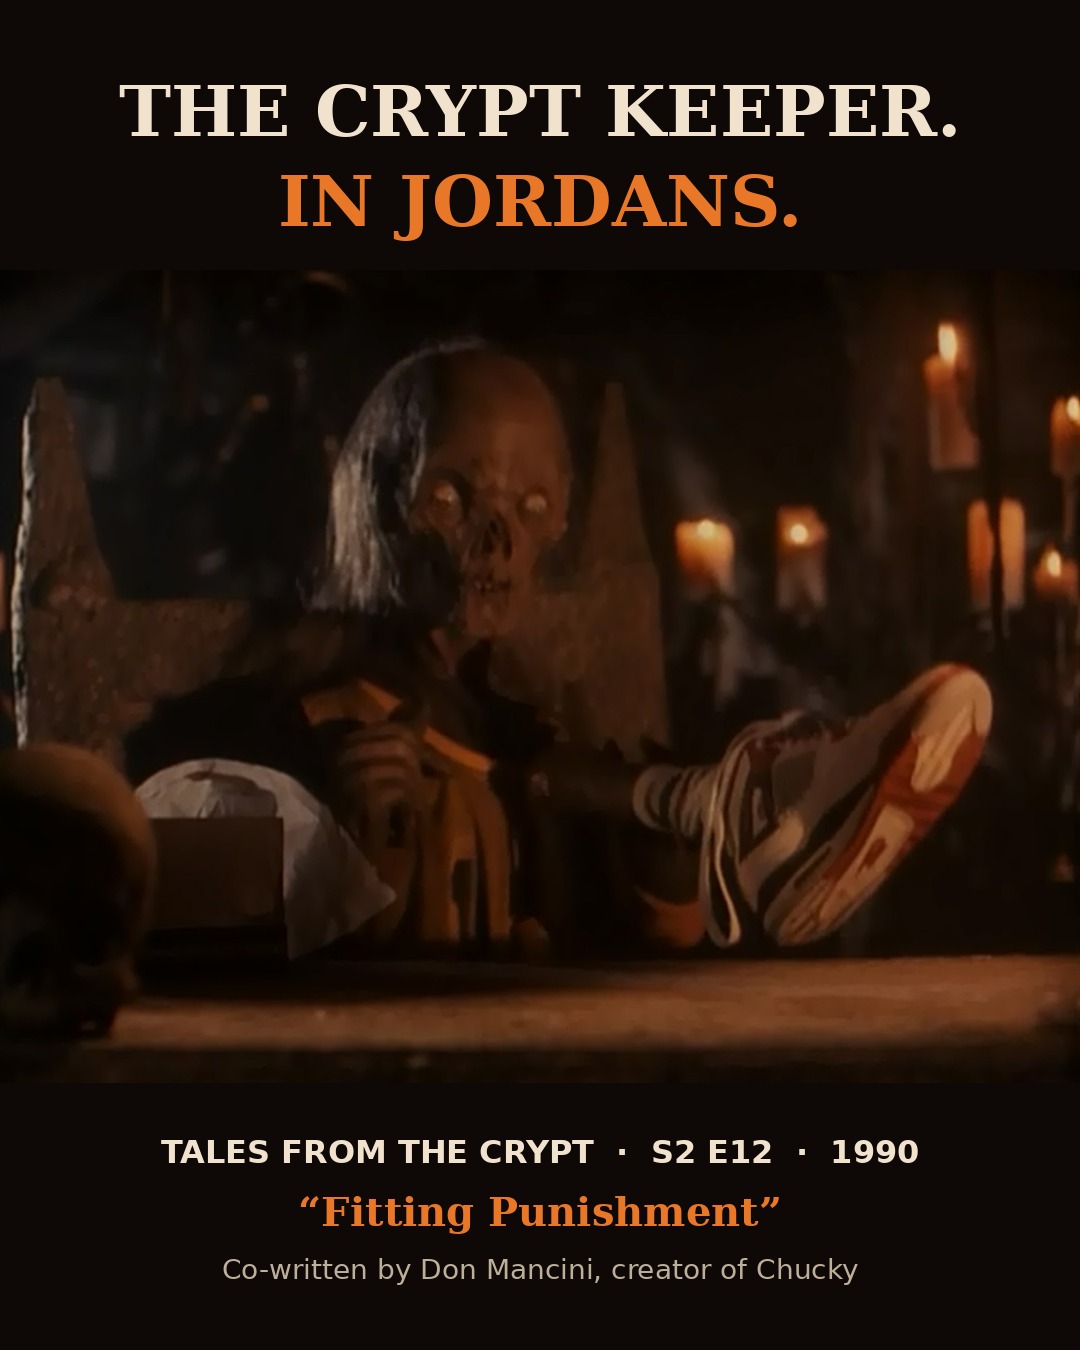 THE CRYPT KEEPER.
IN JORDANS.
TALES FROM THE CRYPT · S2 E12 · 1990
“Fitting Punishment”
Co-written by Don Mancini, creator of Chucky